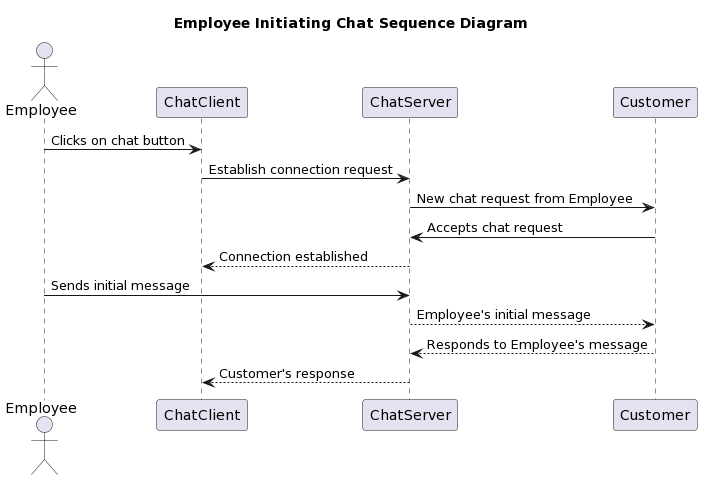 Employee Initiating Chat Sequence Diagram
Employee
ChatClient
ChatServer
Customer
Clicks on chat button
Establish connection request
New chat request from Employee
Accepts chat request
Connection established
Sends initial message
Employee's initial message
Responds to Employee's message
Customer's response
Employee
ChatClient
ChatServer
Customer